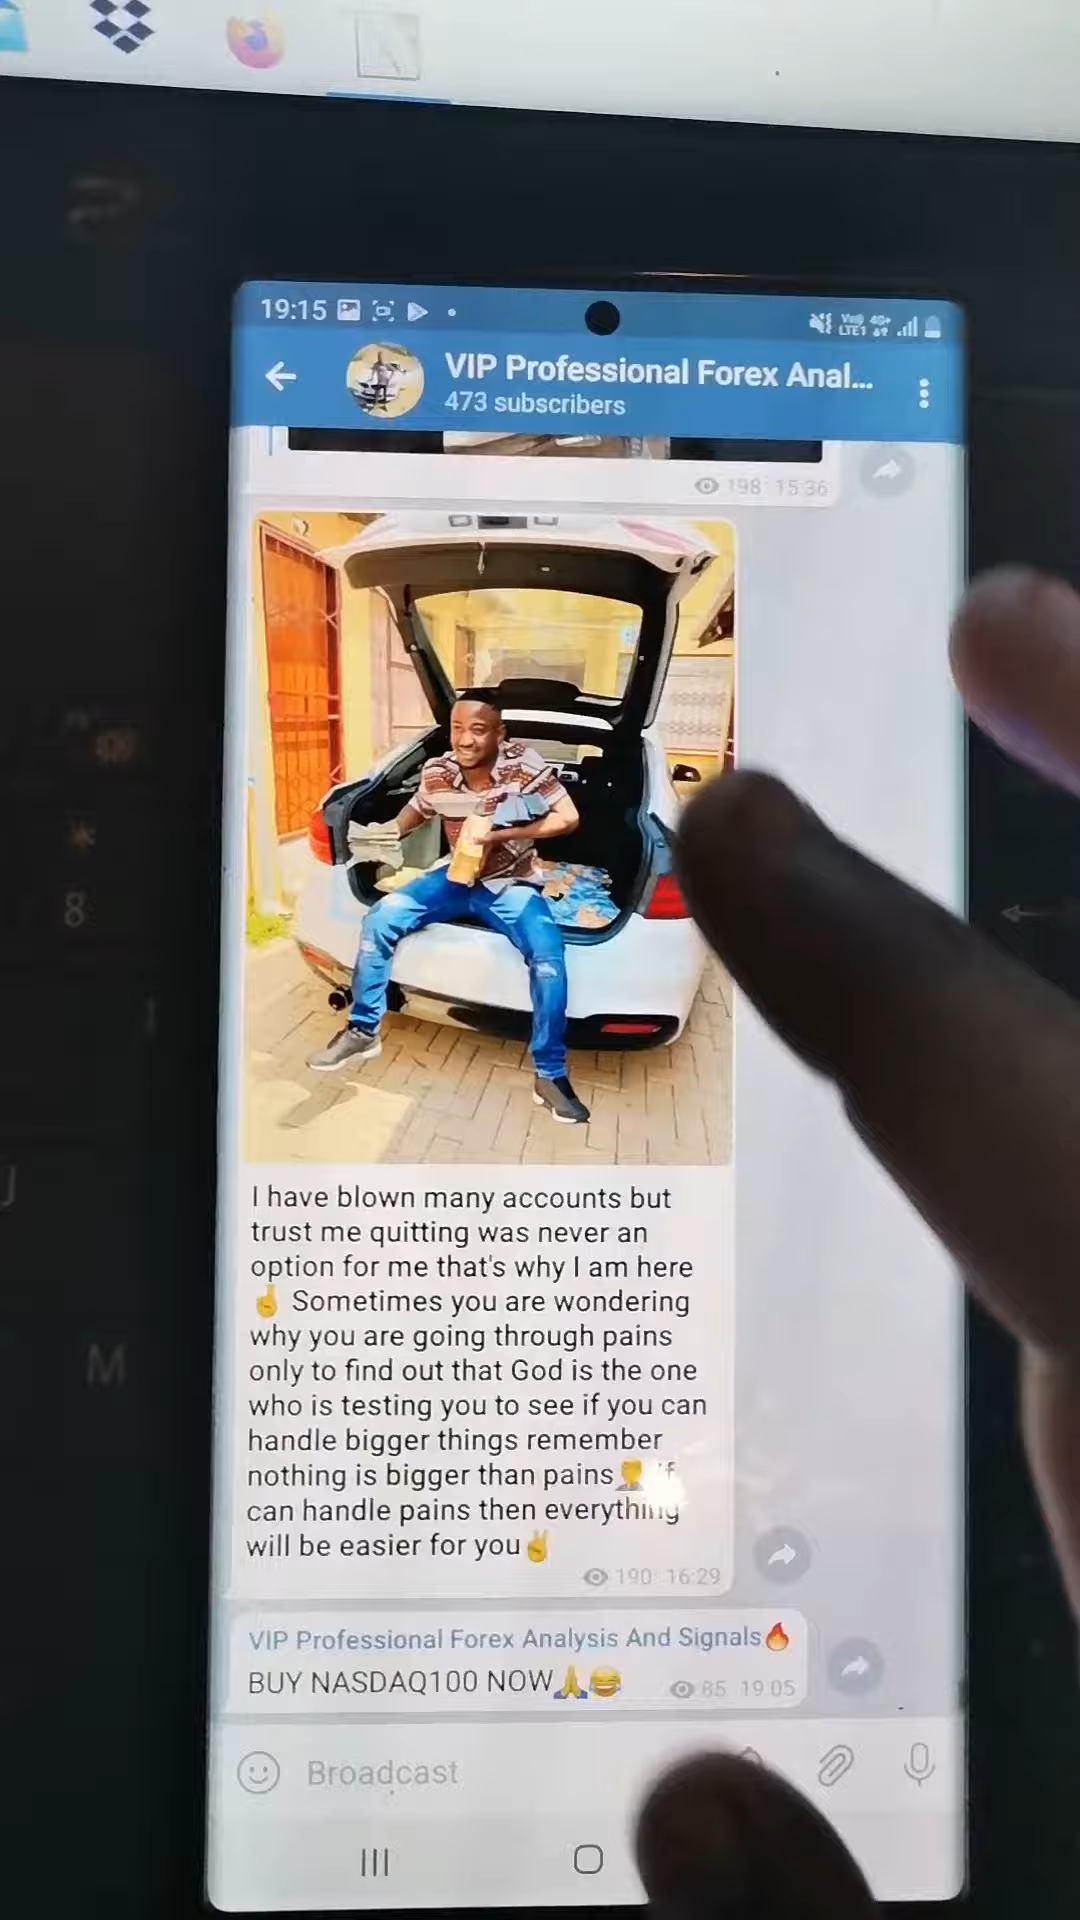 19:15
VIP Professional Forex Anal...
473 subscribers
198 15:36
I have blown many accounts but
trust me quitting was never an
option for me that's why I am here
☝️ Sometimes you are wondering
why you are going through pains
only to find out that God is the one
who is testing you to see if you can
handle bigger things remember
nothing is bigger than pains🤦‍♂️ if
can handle pains then everything
will be easier for you✌️
190 16:29
VIP Professional Forex Analysis And Signals🔥
BUY NASDAQ100 NOW🙏😂 85 19:05
Broadcast
8
J
M